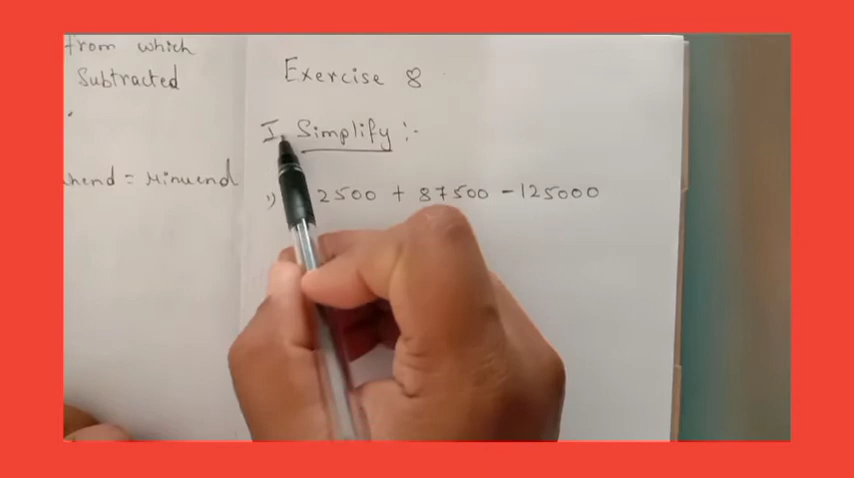 from which
Subtracted
.
hend = Minuend
Exercise 8
I. Simplify :-
1) 2500 + 87500 - 125000